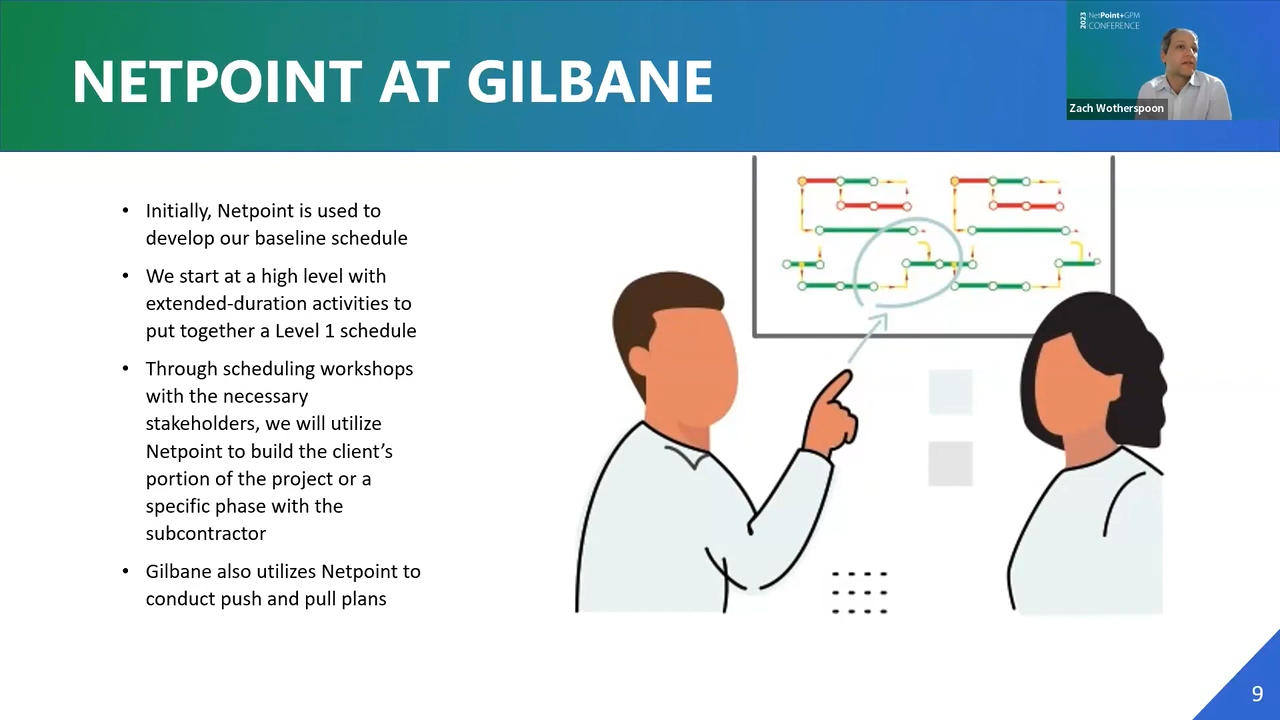 NETPOINT AT GILBANE
2023
NetPoint+GPM
CONFERENCE
Zach Wotherspoon
• Initially, Netpoint is used to
develop our baseline schedule
• We start at a high level with
extended-duration activities to
put together a Level 1 schedule
• Through scheduling workshops
with the necessary
stakeholders, we will utilize
Netpoint to build the client’s
portion of the project or a
specific phase with the
subcontractor
• Gilbane also utilizes Netpoint to
conduct push and pull plans
9